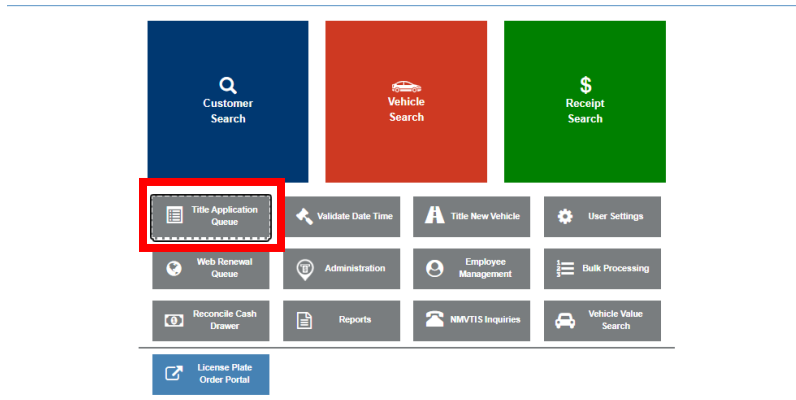 Customer
Search
Vehicle
Search
$
Receipt
Search
Title Application
Queue
Validate Date Time
Title New Vehicle
User Settings
Web Renewal
Queue
Administration
Employee
Management
Bulk Processing
Reconcile Cash
Drawer
Reports
NMVTIS Inquiries
Vehicle Value
Search
License Plate
Order Portal